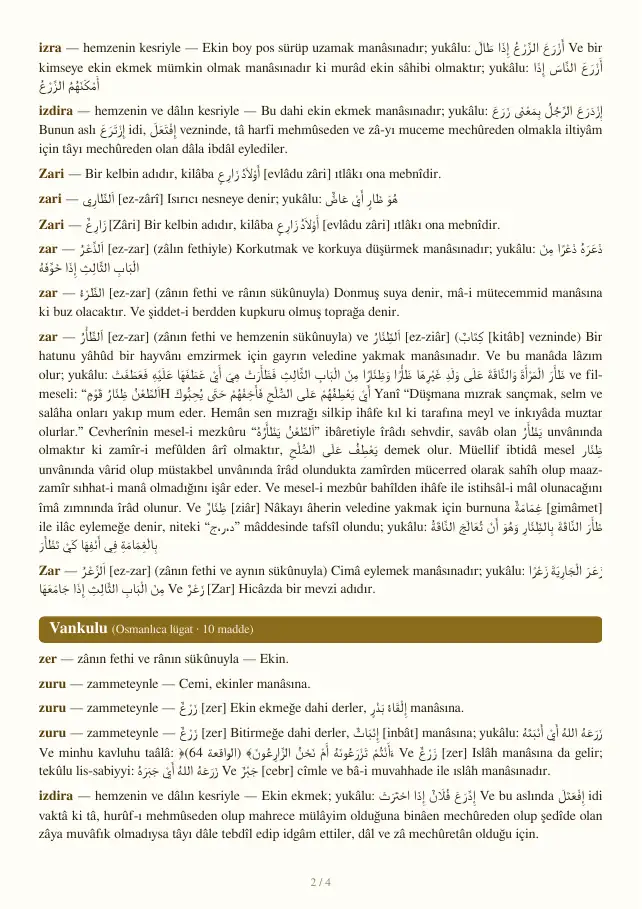 izra — hemzenin kesriyle — Ekin boy pos sürüp uzamak manâsınadır; yukâlu: أَزْرَعَ الزَّرْعُ إِذَا طَالَ Ve bir
kimseye ekin ekmek mümkin olmak manâsınadır ki murâd ekin sâhibi olmaktır; yukâlu: أَزْرَعَ النَّاسَ إِذَا
أَمْكَنَهُمُ الزَّرْعُ
izdira — hemzenin ve dâlın kesriyle — Bu dahi ekin ekmek manâsınadır; yukâlu: إِزْدَرَعَ الرَّجُلُ بِمَعْنَى زَرَعَ
Bunun aslı إِزْتَرَعَ idi, إِفْتَعَلَ vezninde, tâ harfi mehmûseden ve zâ-yı muceme mechûreden olmakla iltiyâm
için tâyı mechûreden olan dâla ibdâl eylediler.
Zari — Bir kelbin adıdır, kilâba أَوْلَادُ زَارِعٍ [evlâdu zâri] ıtlâkı ona mebnîdir.
zari — اَلظَّارِى [ez-zârî] Isırıcı nesneye denir; yukâlu: هُوَ ظَارٍ أَيْ عَاضٌّ
Zari — زَارِعٌ [Zâri] Bir kelbin adıdır, kilâba أَوْلَادُ زَارِعٍ [evlâdu zâri] ıtlâkı ona mebnîdir.
zar — اَلذَّعْرُ [ez-zar] (zâlın fethiyle) Korkutmak ve korkuya düşürmek manâsınadır; yukâlu: ذَعَرَهُ ذَعْرًا مِنَ
الْبَابِ الثَّالِثِ إِذَا خَوَّفَهُ
zar — اَلظَّرْهُ [ez-zar] (zânın fethi ve rânın sükûnuyla) Donmuş suya denir, mâ-i mütecemmid manâsına
ki buz olacaktır. Ve şiddet-i berdden kupkuru olmuş toprağa denir.
zar — اَلظَّأْرُ [ez-zar] (zânın fethi ve hemzenin sükûnuyla) ve اَلظِّئَارُ [ez-ziâr] (كِتَابٌ [kitâb] vezninde) Bir
hatunu yâhûd bir hayvânı emzirmek için gayrın veledine yakmak manâsınadır. Ve bu manâda lâzım
olur; yukâlu: ظَأَرَ الْمَرْأَةَ وَالنَّاقَةَ عَلَى وَلَدِ غَيْرِهَا ظَأْرًا وَظِئَارًا مِنَ الْبَابِ الثَّالِثِ فَظَأَرَتْ هِيَ أَيْ عَطَفَهَا عَلَيْهِ فَعَطَفَتْ ve fil-
meseli: “اَلطَّعْنُ ظِئَارُ قَوْمٍ”H أَيْ يَعْطِفُهُمْ عَلَى الصُّلْحِ فَأَخِفْهُمْ حَتَّى يُحِبُّوكَ Yanî “Düşmana mızrak sançmak, selm ve
salâha onları yakıp mum eder. Hemân sen mızrağı silkip ihâfe kıl ki tarafına meyl ve inkıyâda muztar
olurlar.” Cevherînin mesel-i mezkûru “اَلطَّعْنُ يَظْأَرُهُ” ibâretiyle îrâdı sehvdir, savâb olan يَظْأَرُ unvânında
olmaktır ki zamîr-i mefûlden ârî olmaktır, يَعْطِفُ عَلَى الصُّلْحِ demek olur. Müellif ibtidâ mesel ظِئَار
unvânında vârid olup müstakbel unvânında îrâd olundukta zamîrden mücerred olarak sahîh olup maaz-
zamîr sıhhat-i manâ olmadığını işâr eder. Ve mesel-i mezbûr bahîlden ihâfe ile istihsâl-i mâl olunacağını
îmâ zımnında îrâd olunur. Ve ظِئَارٌ [ziâr] Nâkayı âherin veledine yakmak için burnuna غِمَامَةٌ [gimâmet]
ile ilâc eylemeğe denir, niteki “د،ر،ج” mâddesinde tafsîl olundu; yukâlu: ظَأَرَ النَّاقَةَ بِالظِّئَارِ وَهُوَ أَنْ تُعَالَجَ النَّاقَةُ
بِالْغِمَامَةِ فِي أَنْفِهَا كَيْ تَظْأَرَ
Zar — اَلزَّعْرُ [ez-zar] (zânın fethi ve aynın sükûnuyla) Cimâ eylemek manâsınadır; yukâlu: زَعَرَ الْجَارِيَةَ زَعْرًا
مِنَ الْبَابِ الثَّالِثِ إِذَا جَامَعَهَا Ve زَعْرٌ [Zar] Hicâzda bir mevzi adıdır.
Vankulu (Osmanlıca lügat · 10 madde)
zer — zânın fethi ve rânın sükûnuyla — Ekin.
zuru — zammeteynle — Cemi, ekinler manâsına.
zuru — zammeteynle — زَرْعٌ [zer] Ekin ekmeğe dahi derler, إِلْقَاهُ بَذْرٍ manâsına.
zuru — zammeteynle — زَرْعٌ [zer] Bitirmeğe dahi derler, إِنْبَاتٌ [inbât] manâsına; yukâlu: زَرَعَهُ اللهُ أَيْ أَنْبَتَهُ
Ve minhu kavluhu taâlâ: ﴿ءَأَنْتُمْ تَزْرَعُونَهُ أَمْ نَحْنُ الزَّارِعُونَ﴾ (الواقعة 64) Ve زَرْعٌ [zer] Islâh manâsına da gelir;
tekûlu lis-sabiyyi: زَرَعَهُ اللهُ أَيْ جَبَرَهُ Ve جَبْرٌ [cebr] cîmle ve bâ-i muvahhade ile ıslâh manâsınadır.
izdira — hemzenin ve dâlın kesriyle — Ekin ekmek; yukâlu: إِزْدَرَعَ فُلَانٌ إِذَا احْتَرَثَ Ve bu aslında إِفْتَعَلَ idi
vaktâ ki tâ, hurûf-ı mehmûseden olup mahrece mülâyim olduğuna binâen mechûreden olup şedîde olan
zâya muvâfık olmadıysa tâyı dâle tebdîl edip idgâm ettiler, dâl ve zâ mechûretân olduğu için.
2 / 4